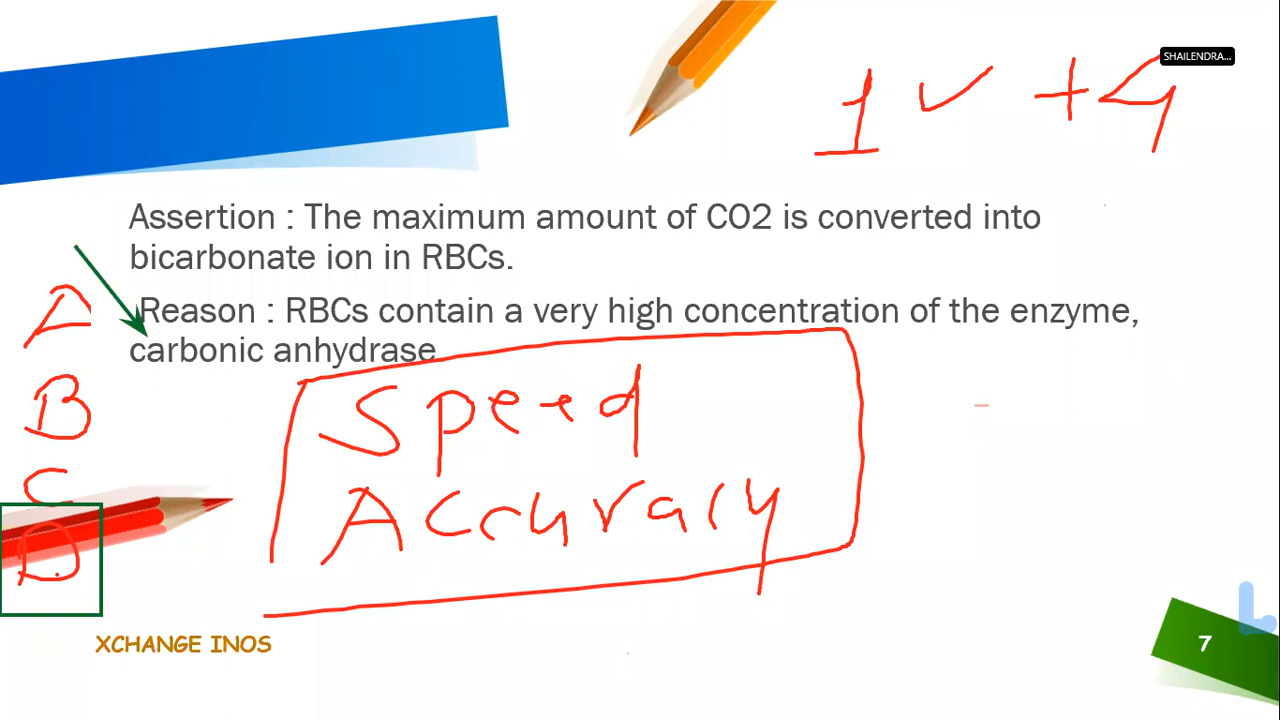 SHAILENDRA...
1 ✓ +4
Assertion : The maximum amount of CO2 is converted into
bicarbonate ion in RBCs.
Reason : RBCs contain a very high concentration of the enzyme,
carbonic anhydrase.
A
B
C
D
Speed
Accuracy
XCHANGE INOS
7